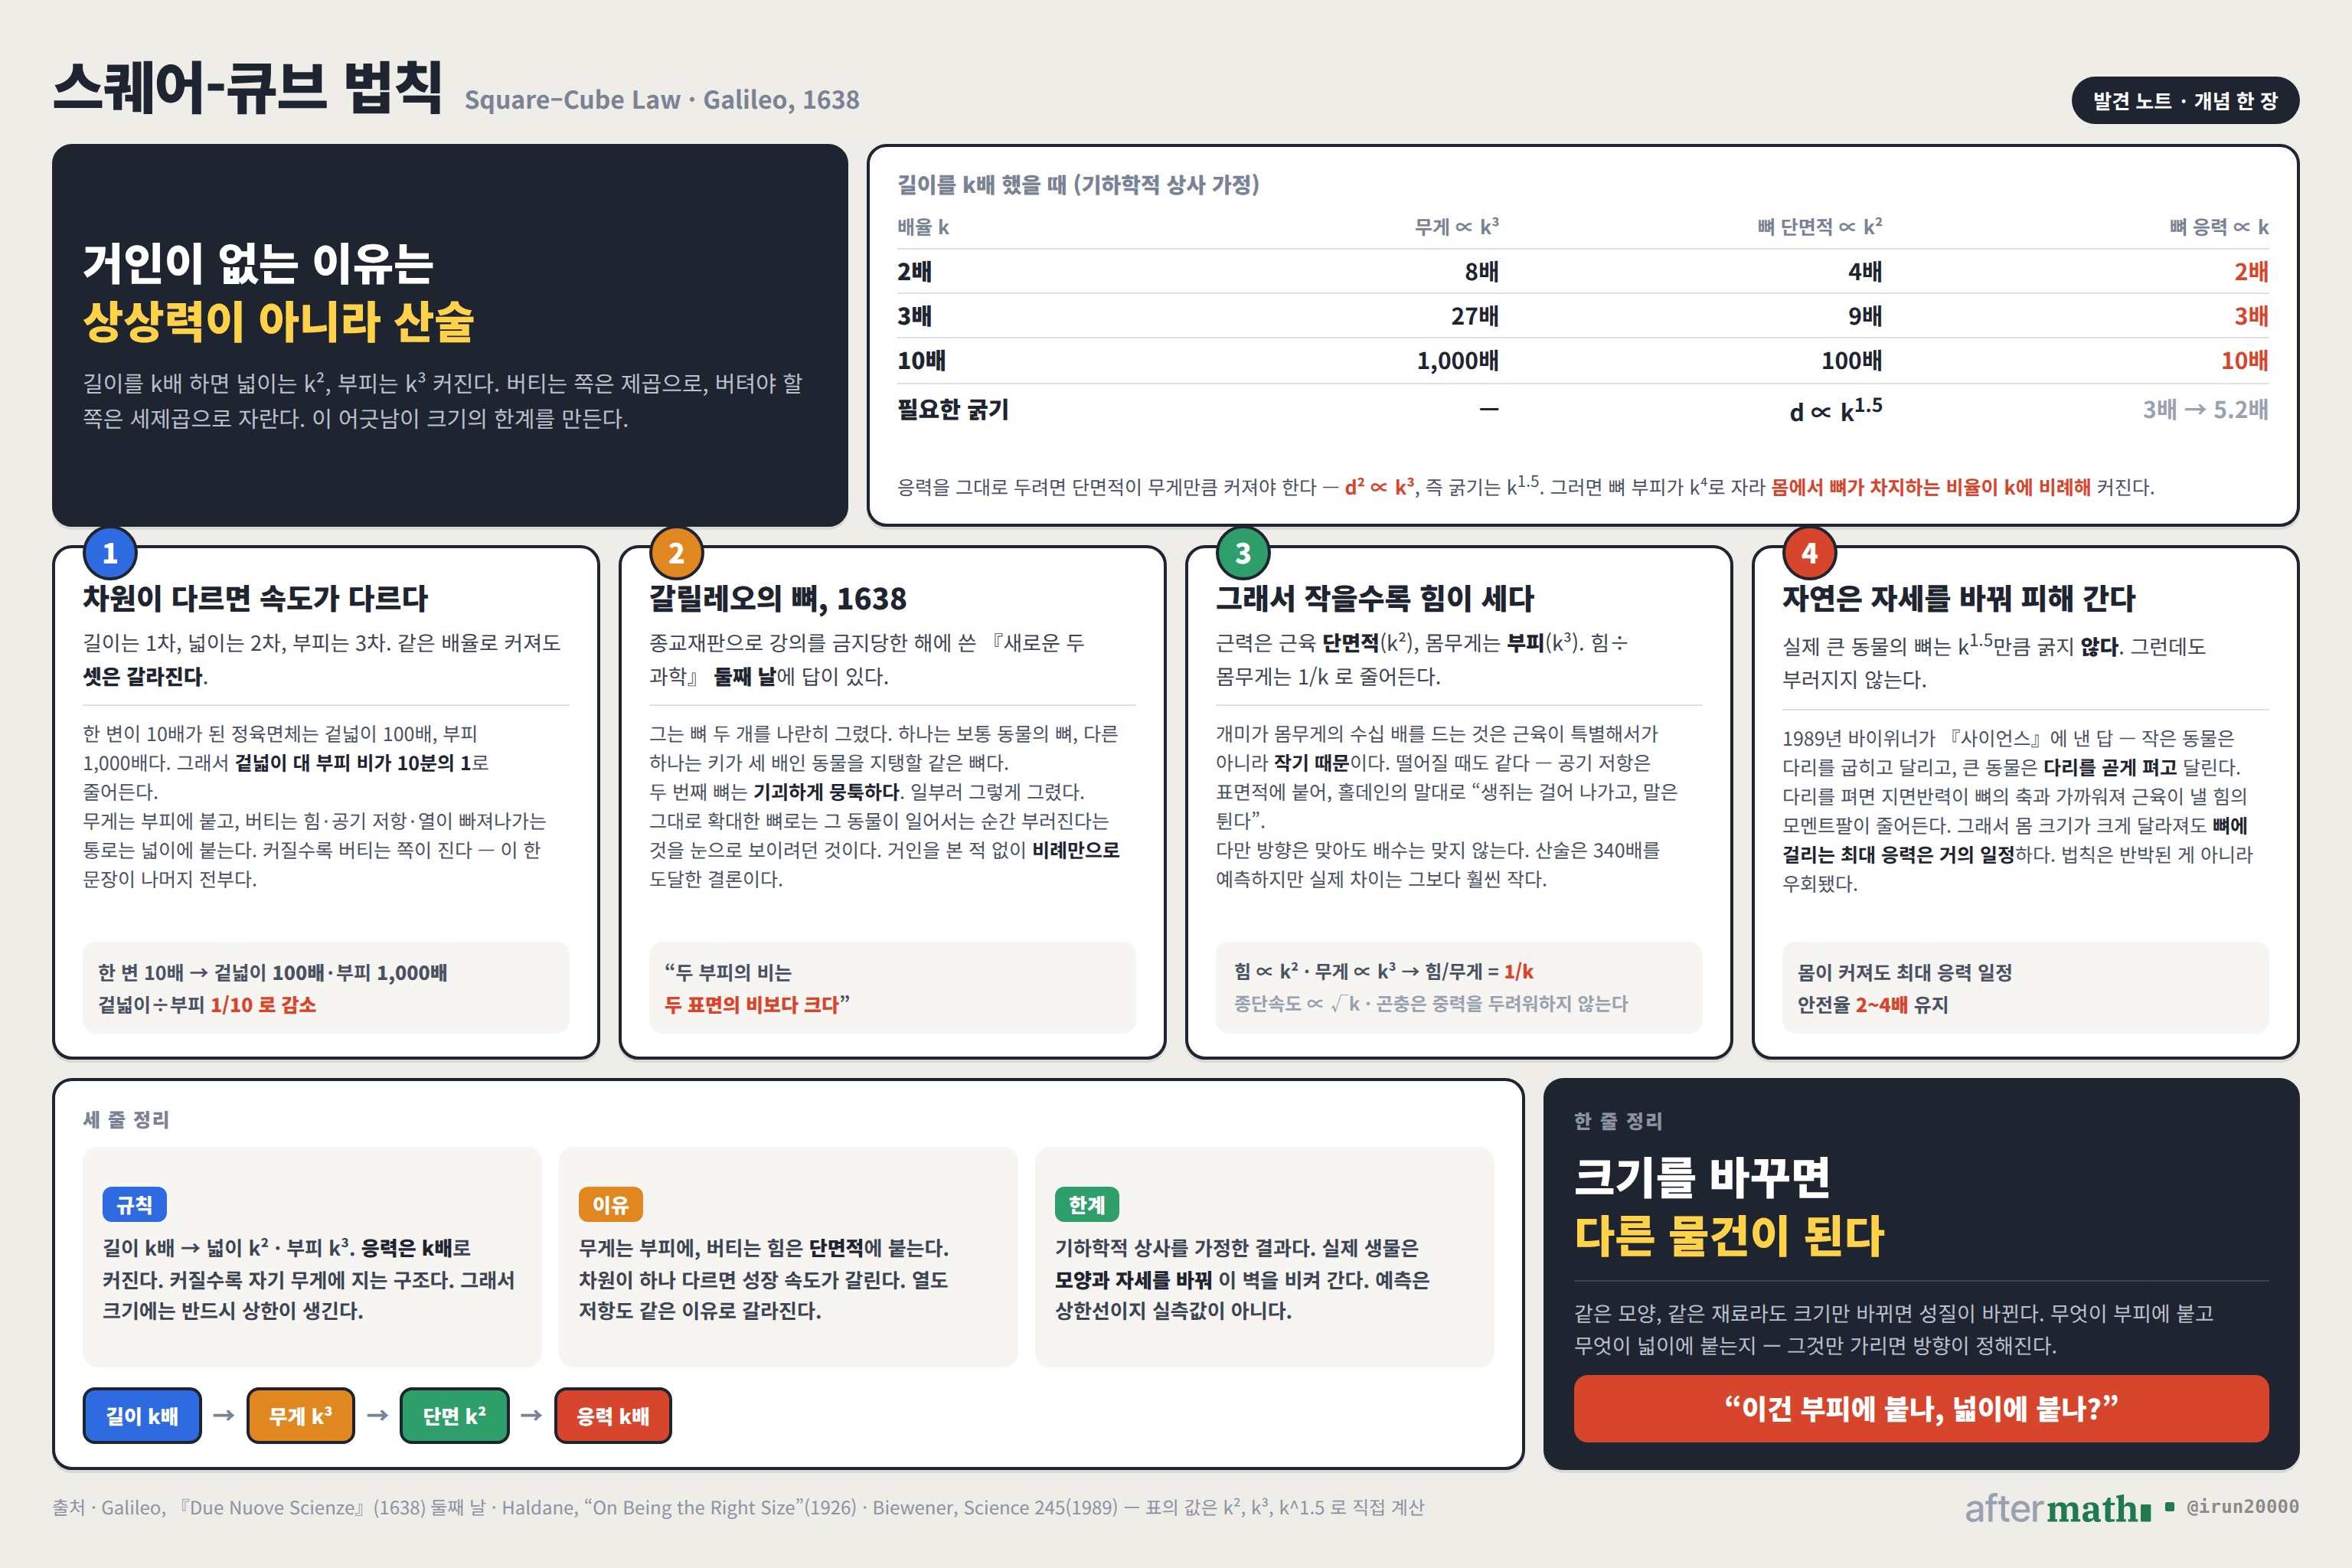 스퀘어-큐브 법칙 Square–Cube Law · Galileo, 1638
발견 노트 · 개념 한 장
거인이 없는 이유는
상상력이 아니라 산술
길이를 k배 하면 넓이는 k², 부피는 k³ 커진다. 버티는 쪽은 제곱으로, 버텨야 할
쪽은 세제곱으로 자란다. 이 어긋남이 크기의 한계를 만든다.
길이를 k배 했을 때 (기하학적 상사 가정)
배율 k 무게 ∝ k³ 뼈 단면적 ∝ k² 뼈 응력 ∝ k
2배 8배 4배 2배
3배 27배 9배 3배
10배 1,000배 100배 10배
필요한 굵기 — d ∝ k^1.5 3배 → 5.2배
응력을 그대로 두려면 단면적이 무게만큼 커져야 한다 — d² ∝ k³, 즉 굵기는 k^1.5. 그러면 뼈 부피가 k⁴로 자라 몸에서 뼈가 차지하는 비율이 k에 비례해 커진다.
1
차원이 다르면 속도가 다르다
길이는 1차, 넓이는 2차, 부피는 3차. 같은 배율로 커져도
셋은 갈라진다.
한 변이 10배가 된 정육면체는 겉넓이 100배, 부피
1,000배다. 그래서 겉넓이 대 부피 비가 10분의 1로
줄어든다.
무게는 부피에 붙고, 버티는 힘·공기 저항·열이 빠져나가는
통로는 넓이에 붙는다. 커질수록 버티는 쪽이 진다 — 이 한
문장이 나머지 전부다.
한 변 10배 → 겉넓이 100배·부피 1,000배
겉넓이÷부피 1/10 로 감소
2
갈릴레오의 뼈, 1638
종교재판으로 강의를 금지당한 해에 쓴 『새로운 두
과학』 둘째 날에 답이 있다.
그는 뼈 두 개를 나란히 그렸다. 하나는 보통 동물의 뼈, 다른
하나는 키가 세 배인 동물을 지탱할 같은 뼈다.
두 번째 뼈는 기괴하게 뭉툭하다. 일부러 그렇게 그렸다.
그대로 확대한 뼈로는 그 동물이 일어서는 순간 부러진다는
것을 눈으로 보이려던 것이다. 거인을 본 적 없이 비례만으로
도달한 결론이다.
“두 부피의 비는
두 표면의 비보다 크다”
3
그래서 작을수록 힘이 세다
근력은 근육 단면적(k²), 몸무게는 부피(k³). 힘÷
몸무게는 1/k 로 줄어든다.
개미가 몸무게의 수십 배를 드는 것은 근육이 특별해서가
아니라 작기 때문이다. 떨어질 때도 같다 — 공기 저항은
표면적에 붙어, 홀데인의 말대로 “생쥐는 걸어 나가고, 말은
튄다”.
다만 방향은 맞아도 배수는 맞지 않는다. 산술은 340배를
예측하지만 실제 차이는 그보다 훨씬 작다.
힘 ∝ k² · 무게 ∝ k³ → 힘/무게 = 1/k
종단속도 ∝ √k · 곤충은 중력을 두려워하지 않는다
4
자연은 자세를 바꿔 피해 간다
실제 큰 동물의 뼈는 k^1.5만큼 굵지 않다. 그런데도
부러지지 않는다.
1989년 바이위너가 『사이언스』에 낸 답 — 작은 동물은
다리를 굽히고 달리고, 큰 동물은 다리를 곧게 펴고 달린다.
다리를 펴면 지면반력이 뼈의 축과 가까워져 근육이 낼 힘의
모멘트팔이 줄어든다. 그래서 몸 크기가 크게 달라져도 뼈에
걸리는 최대 응력은 거의 일정하다. 법칙은 반박된 게 아니라
우회됐다.
몸이 커져도 최대 응력 일정
안전율 2~4배 유지
세 줄 정리
규칙
길이 k배 → 넓이 k² · 부피 k³. 응력은 k배로
커진다. 커질수록 자기 무게에 지는 구조다. 그래서
크기에는 반드시 상한이 생긴다.
이유
무게는 부피에, 버티는 힘은 단면적에 붙는다.
차원이 하나 다르면 성장 속도가 갈린다. 열도
저항도 같은 이유로 갈라진다.
한계
기하학적 상사를 가정한 결과다. 실제 생물은
모양과 자세를 바꿔 이 벽을 비켜 간다. 예측은
상한선이지 실측값이 아니다.
길이 k배 → 무게 k³ → 단면 k² → 응력 k배
한 줄 정리
크기를 바꾸면
다른 물건이 된다
같은 모양, 같은 재료라도 크기만 바뀌면 성질이 바뀐다. 무엇이 부피에 붙고
무엇이 넓이에 붙는지 — 그것만 가리면 방향이 정해진다.
“이건 부피에 붙나, 넓이에 붙나?”
출처 · Galileo, 『Due Nuove Scienze』(1638) 둘째 날 · Haldane, “On Being the Right Size”(1926) · Biewener, Science 245(1989) — 표의 값은 k², k³, k^1.5 로 직접 계산
aftermath @irun20000